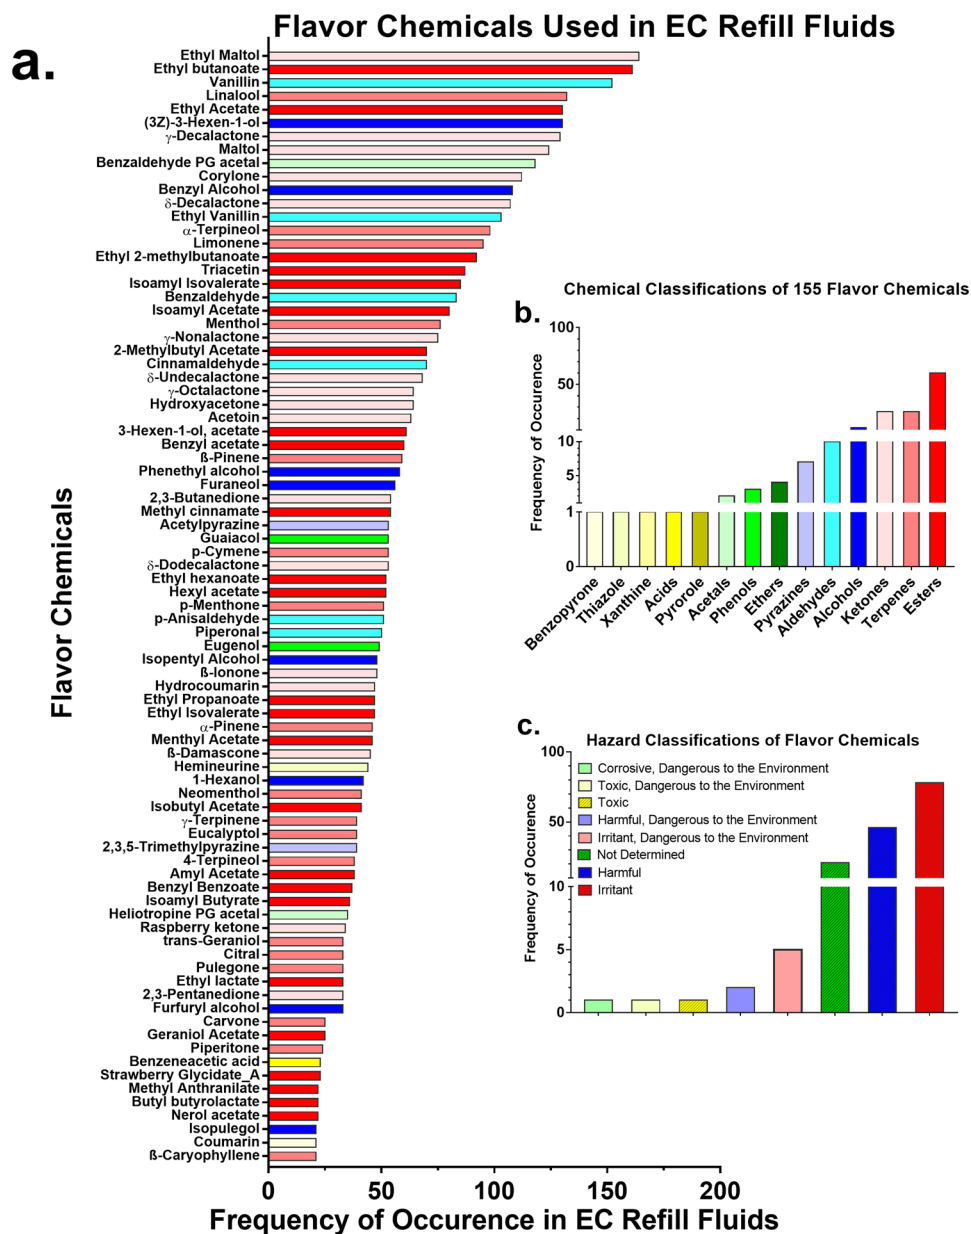 Flavor Chemicals Used in EC Refill Fluids
a.
Flavor Chemicals
Ethyl Maltol
Ethyl butanoate
Vanillin
Linalool
Ethyl Acetate
(3Z)-3-Hexen-1-ol
γ-Decalactone
Maltol
Benzaldehyde PG acetal
Corylone
Benzyl Alcohol
δ-Decalactone
Ethyl Vanillin
α-Terpineol
Limonene
Ethyl 2-methylbutanoate
Triacetin
Isoamyl Isovalerate
Benzaldehyde
Isoamyl Acetate
Menthol
γ-Nonalactone
2-Methylbutyl Acetate
Cinnamaldehyde
δ-Undecalactone
γ-Octalactone
Hydroxyacetone
Acetoin
3-Hexen-1-ol, acetate
Benzyl acetate
ß-Pinene
Phenethyl alcohol
Furaneol
2,3-Butanedione
Methyl cinnamate
Acetylpyrazine
Guaiacol
p-Cymene
δ-Dodecalactone
Ethyl hexanoate
Hexyl acetate
p-Menthone
p-Anisaldehyde
Piperonal
Eugenol
Isopentyl Alcohol
ß-Ionone
Hydrocoumarin
Ethyl Propanoate
Ethyl Isovalerate
α-Pinene
Menthyl Acetate
ß-Damascone
Hemineurine
1-Hexanol
Neomenthol
Isobutyl Acetate
γ-Terpinene
Eucalyptol
2,3,5-Trimethylpyrazine
4-Terpineol
Amyl Acetate
Benzyl Benzoate
Isoamyl Butyrate
Heliotropine PG acetal
Raspberry ketone
trans-Geraniol
Citral
Pulegone
Ethyl lactate
2,3-Pentanedione
Furfuryl alcohol
Carvone
Geraniol Acetate
Piperitone
Benzeneacetic acid
Strawberry Glycidate_A
Methyl Anthranilate
Butyl butyrolactate
Nerol acetate
Isopulegol
Coumarin
ß-Caryophyllene
0 50 100 150 200
Frequency of Occurence in EC Refill Fluids
Chemical Classifications of 155 Flavor Chemicals
b.
Frequency of Occurence
100
50
10
5
1
0
Benzopyrone
Thiazole
Xanthine
Acids
Pyrorole
Acetals
Phenols
Ethers
Pyrazines
Aldehydes
Alcohols
Ketones
Terpenes
Esters
c.
Hazard Classifications of Flavor Chemicals
Frequency of Occurence
100
50
10
5
0
Corrosive, Dangerous to the Environment
Toxic, Dangerous to the Environment
Toxic
Harmful, Dangerous to the Environment
Irritant, Dangerous to the Environment
Not Determined
Harmful
Irritant